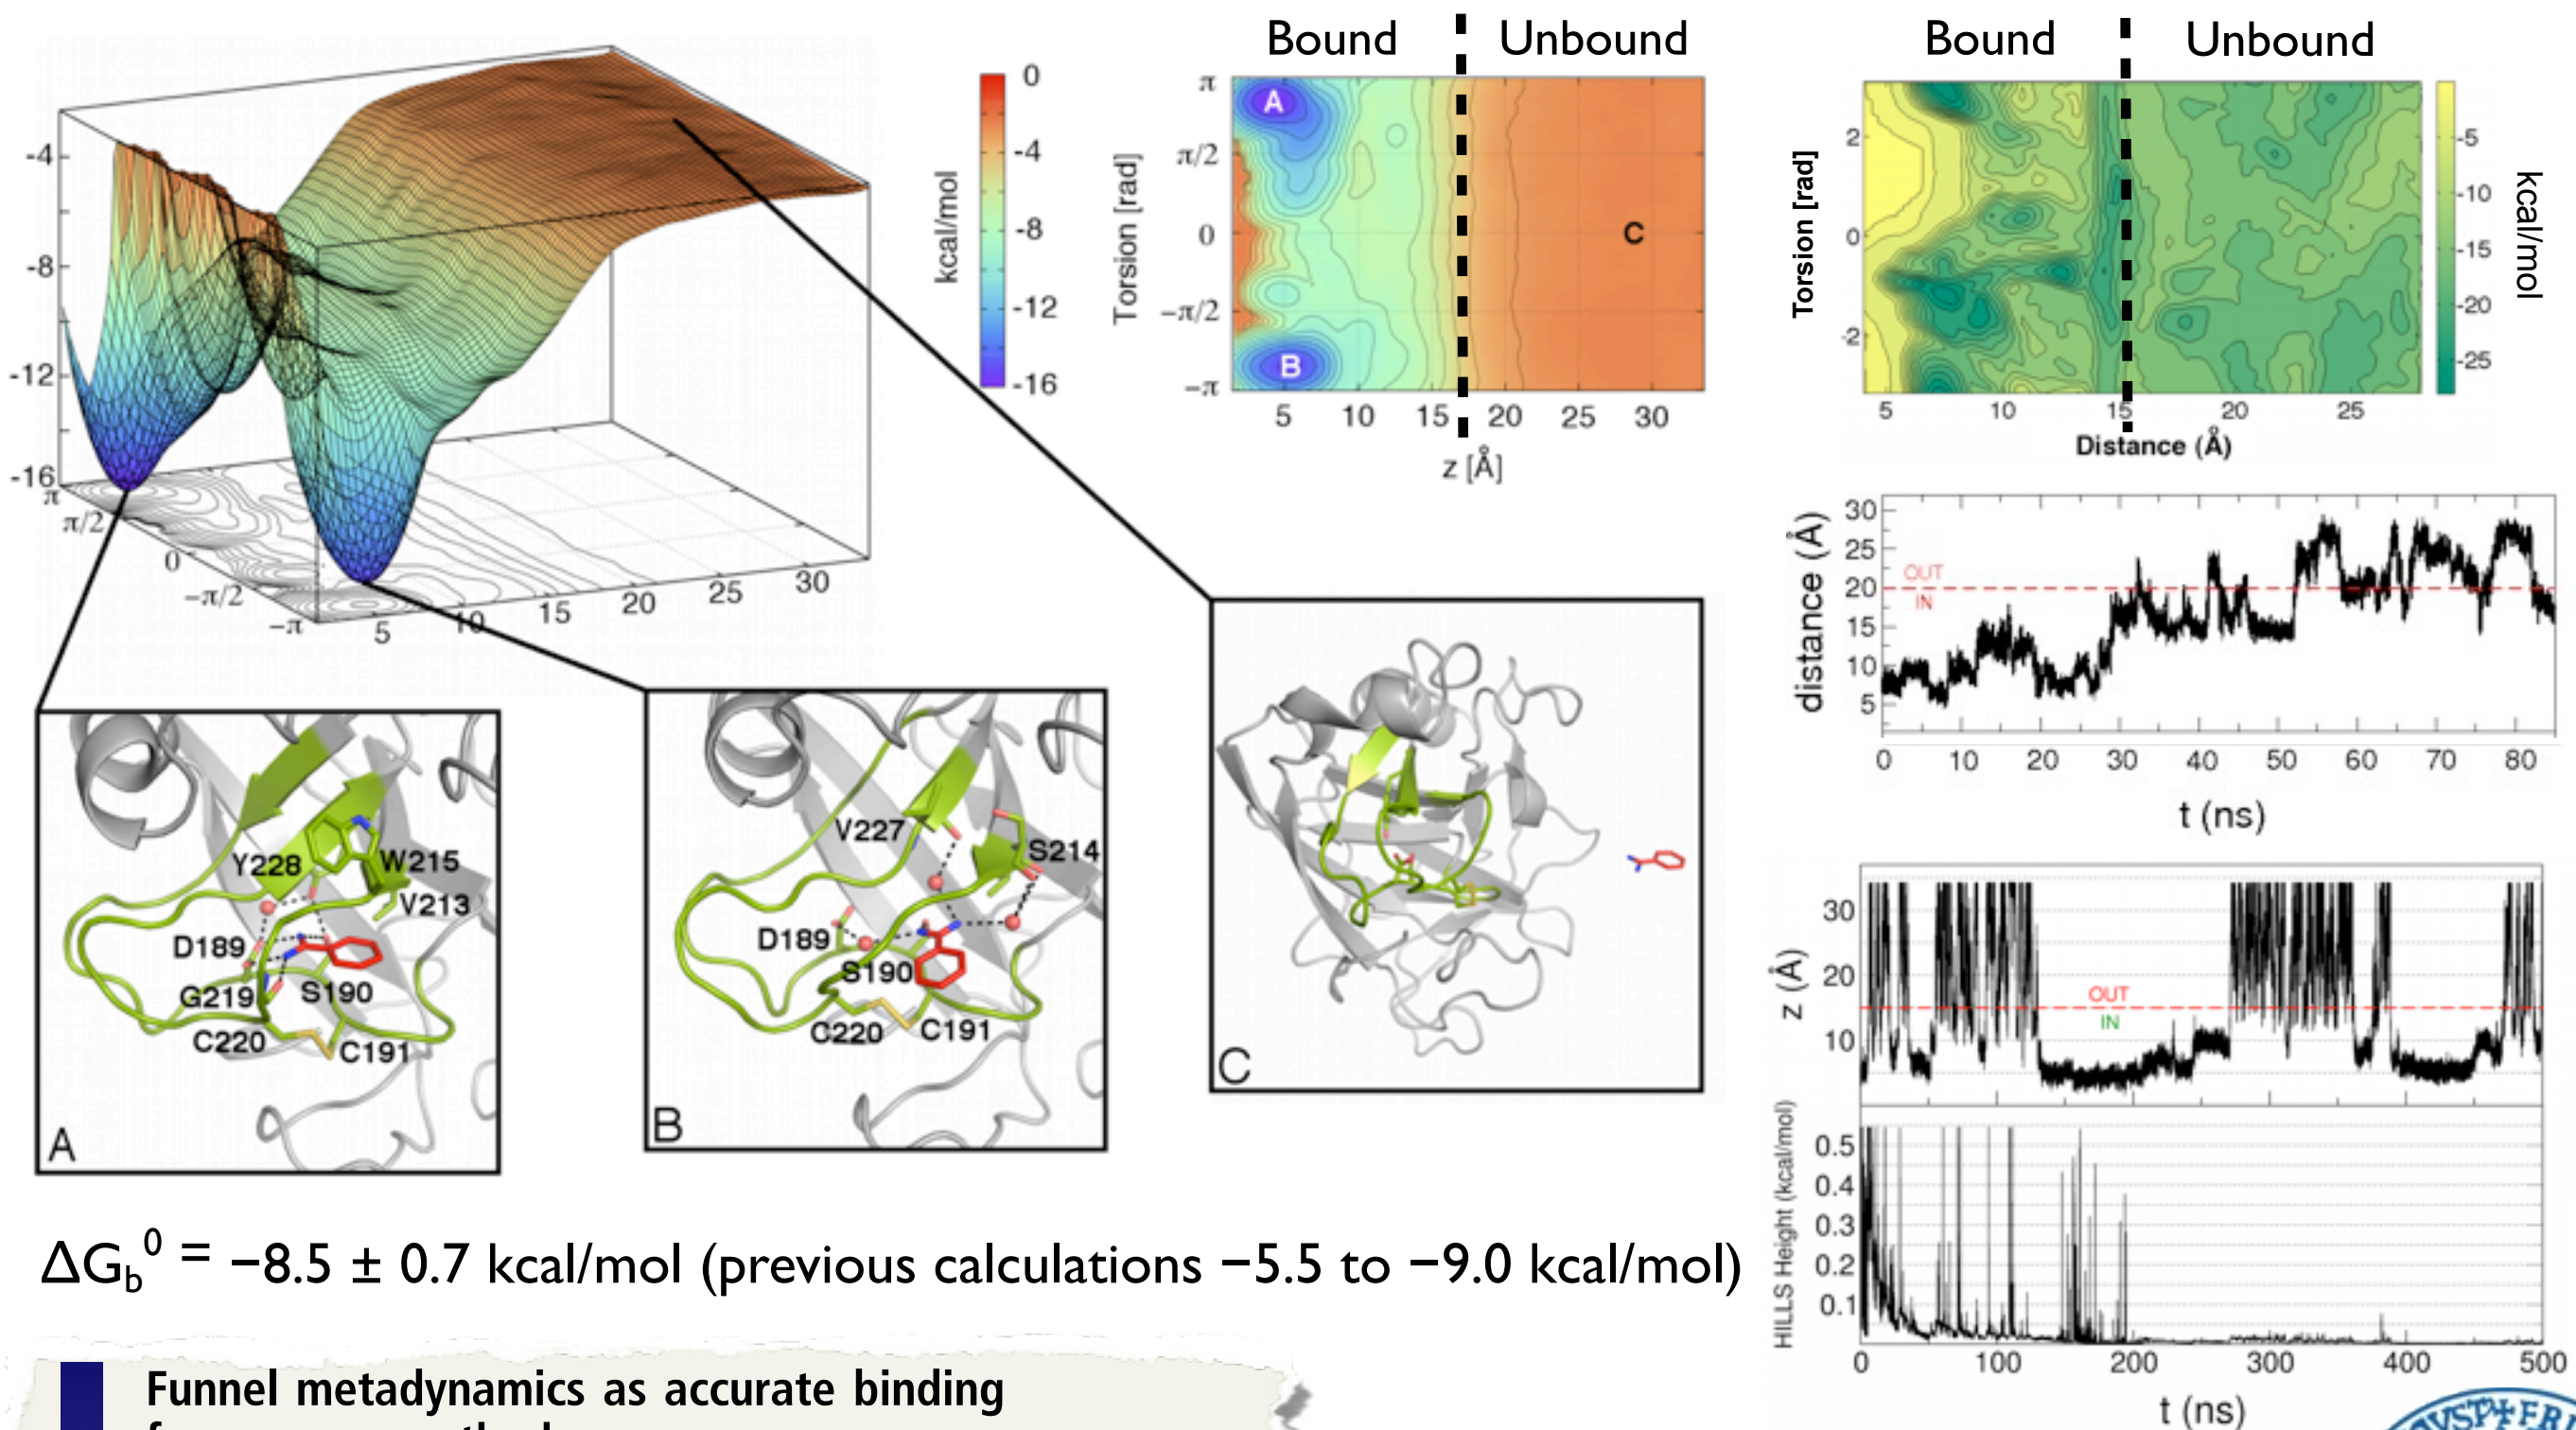 Bound
Unbound
Bound
Unbound
-4
-8
-12
-16
π
π/2
0
−π/2
−π
5
10
15
20
25
30
kcal/mol
0
-4
-8
-12
-16
Torsion [rad]
π
π/2
0
−π/2
−π
A
B
C
5
10
15
20
25
30
z [Å]
Torsion [rad]
2
0
-2
5
10
15
20
25
Distance (Å)
-5
-10
-15
-20
-25
kcal/mol
distance (Å)
30
25
20
15
10
5
OUT
IN
0
10
20
30
40
50
60
70
80
t (ns)
Y228
W215
V213
D189
G219
S190
C220
C191
A
V227
S214
D189
S190
C220
C191
B
C
z (Å)
30
20
10
OUT
IN
HILLS Height (kcal/mol)
0.5
0.4
0.3
0.2
0.1
0
100
200
300
400
500
t (ns)
ΔGb0 = −8.5 ± 0.7 kcal/mol (previous calculations −5.5 to −9.0 kcal/mol)
Funnel metadynamics as accurate binding